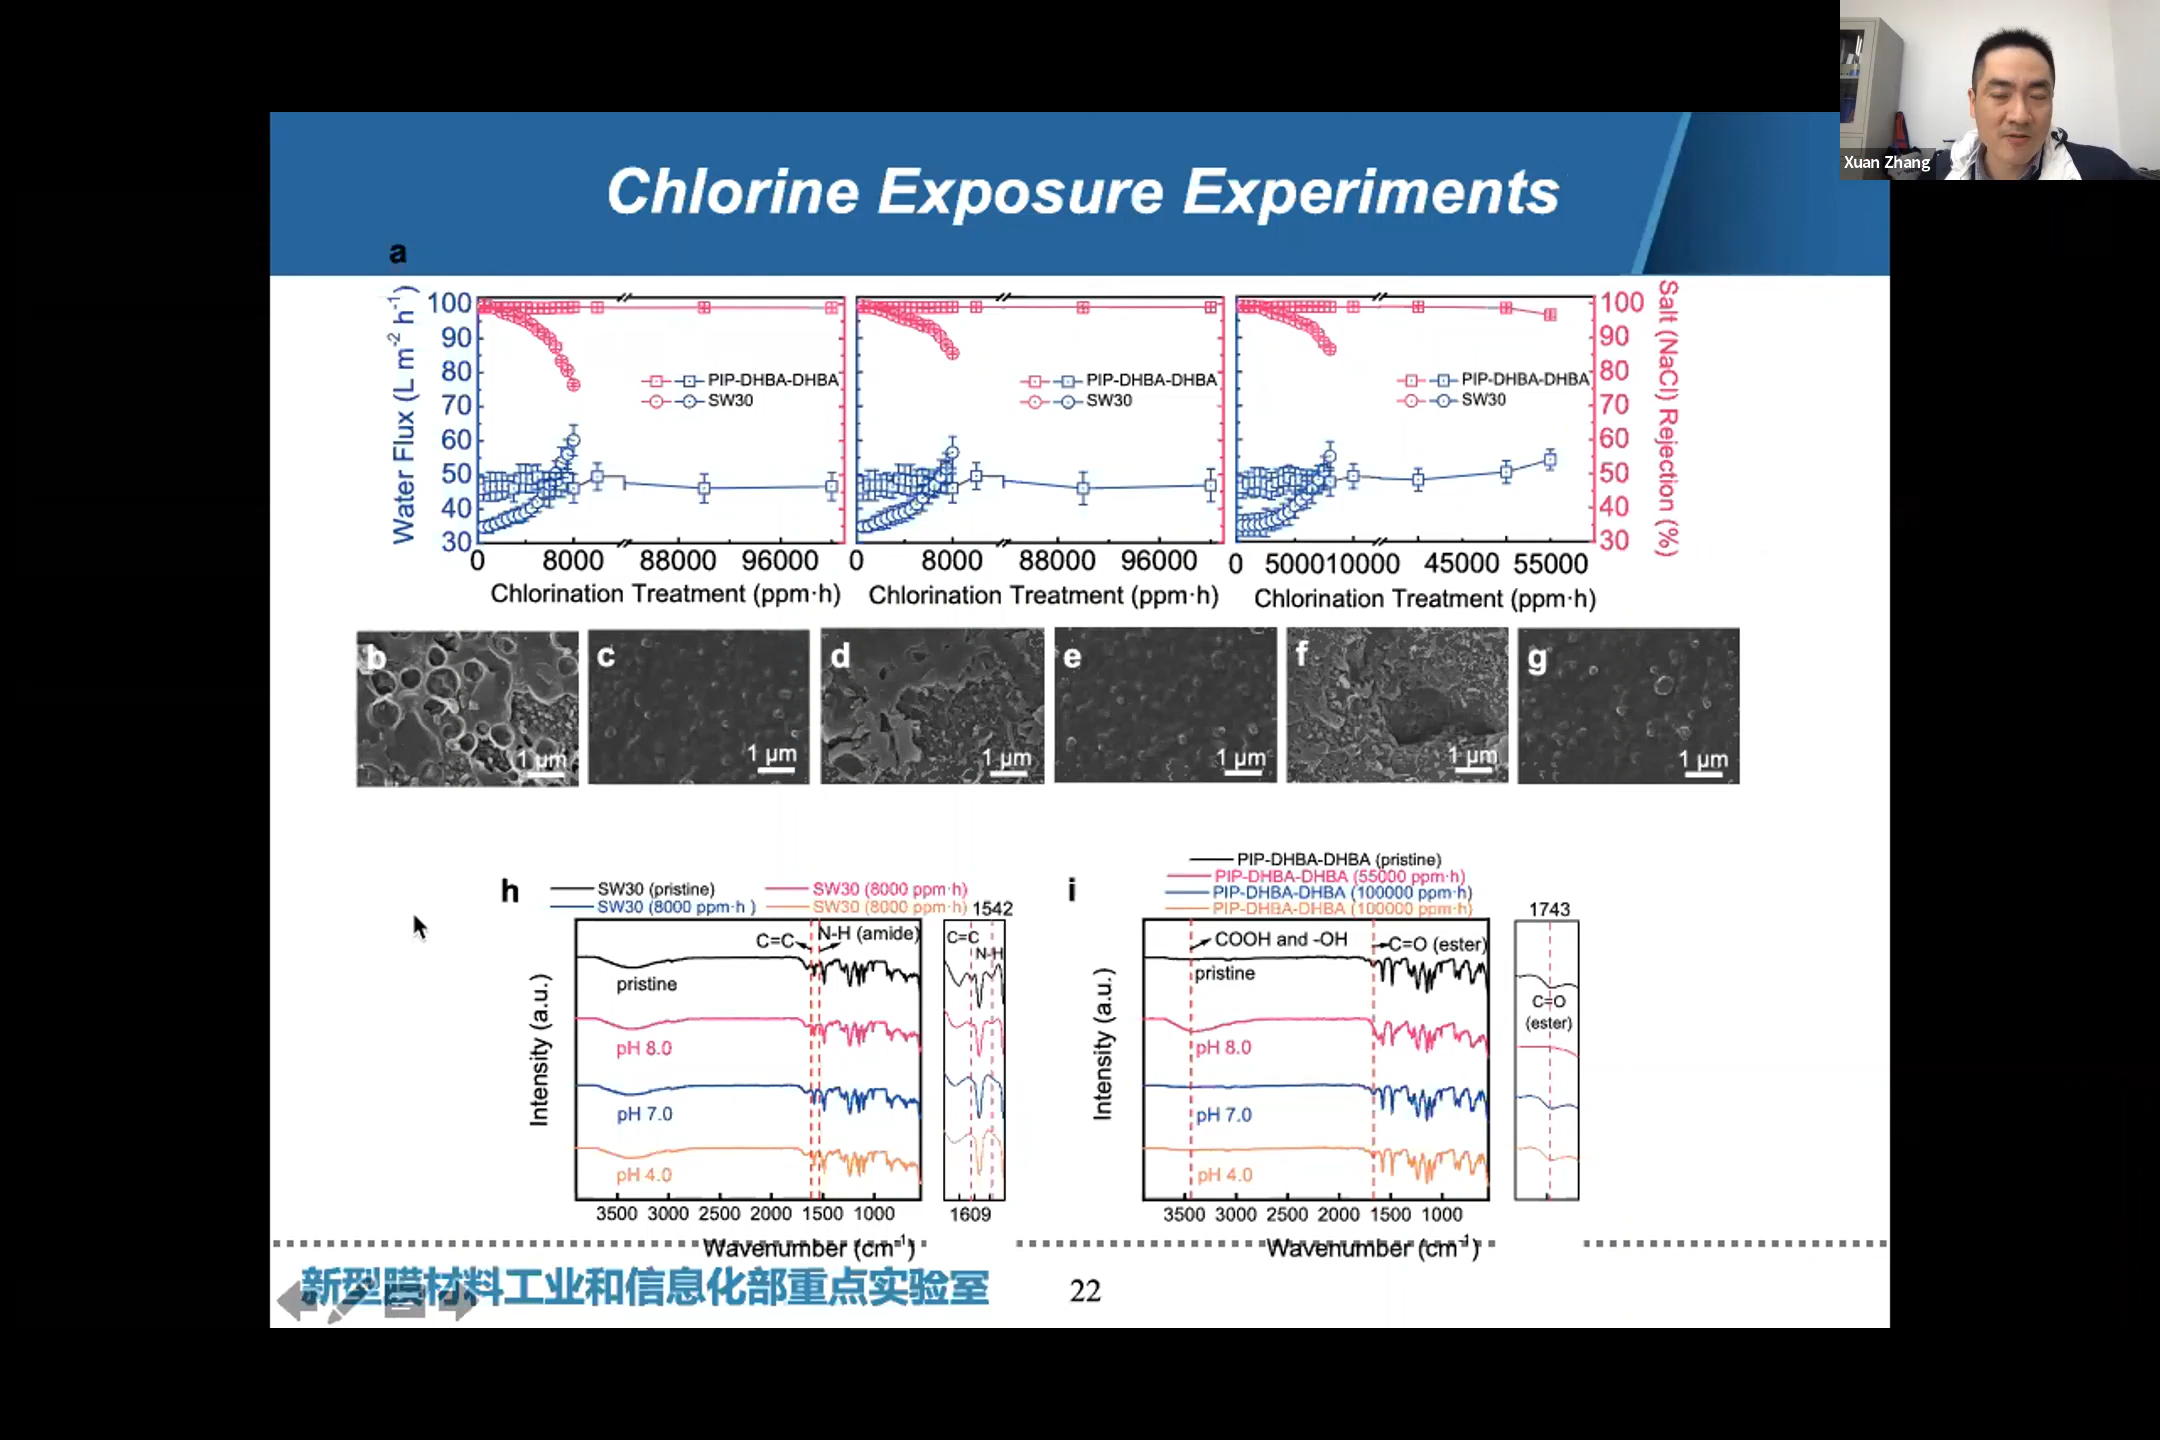 Xuan Zhang
Chlorine Exposure Experiments
a
Water Flux (L m⁻² h⁻¹)
100
90
80
70
60
50
40
30
PIP-DHBA-DHBA
SW30
0 8000 88000 96000
Chlorination Treatment (ppm·h)
PIP-DHBA-DHBA
SW30
0 8000 88000 96000
Chlorination Treatment (ppm·h)
PIP-DHBA-DHBA
SW30
0 5000 10000 45000 55000
Chlorination Treatment (ppm·h)
100
90
80
70
60
50
40
30
Salt (NaCl) Rejection (%)
b
1 μm
c
1 μm
d
1 μm
e
1 μm
f
1 μm
g
1 μm
h
SW30 (pristine)
SW30 (8000 ppm·h)
SW30 (8000 ppm·h )
SW30 (8000 ppm·h)
1542
C=C
N-H (amide)
C=C
N-H
pristine
pH 8.0
pH 7.0
pH 4.0
Intensity (a.u.)
3500 3000 2500 2000 1500 1000
1609
Wavenumber (cm⁻¹)
i
PIP-DHBA-DHBA (pristine)
PIP-DHBA-DHBA (55000 ppm·h)
PIP-DHBA-DHBA (100000 ppm·h)
PIP-DHBA-DHBA (100000 ppm·h)
1743
COOH and -OH
C=O (ester)
pristine
C=O
(ester)
pH 8.0
pH 7.0
pH 4.0
Intensity (a.u.)
3500 3000 2500 2000 1500 1000
Wavenumber (cm⁻¹)
新型膜材料工业和信息化部重点实验室
22